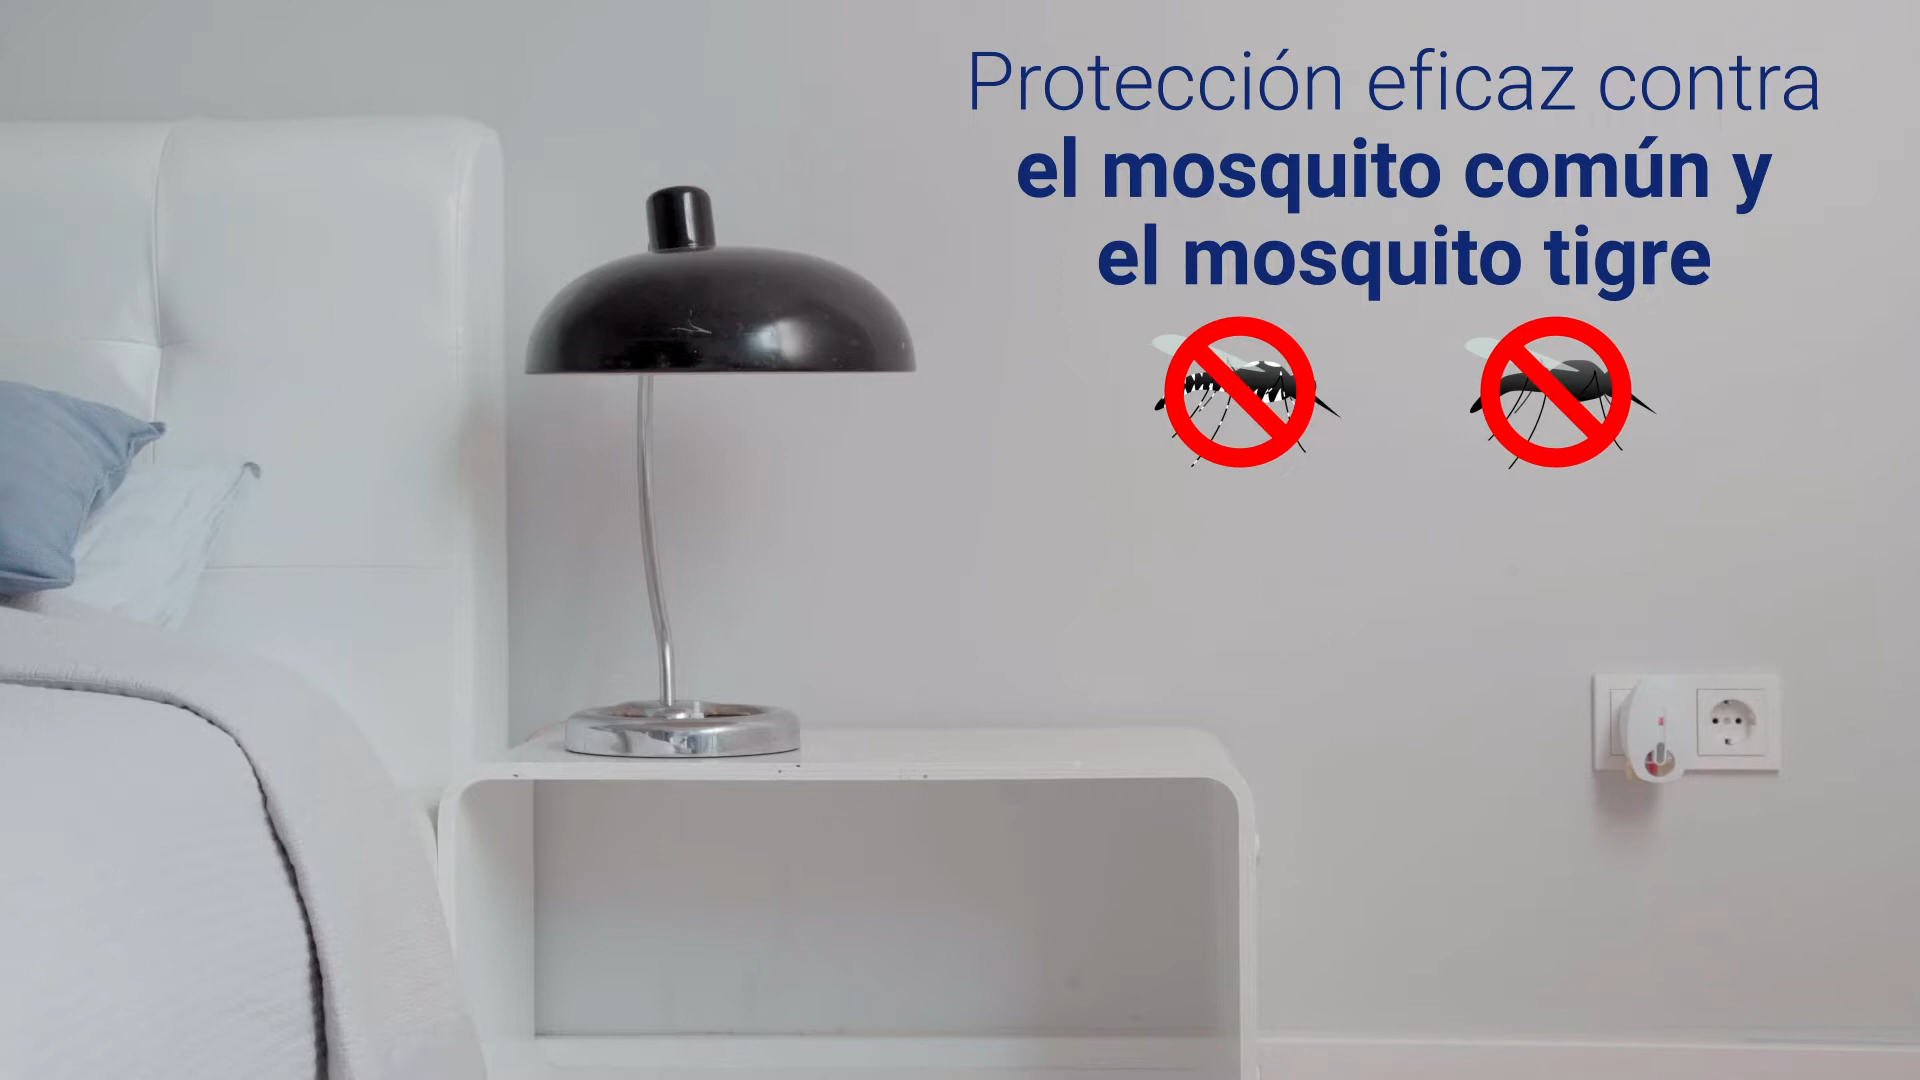 Protección eficaz contra
el mosquito común y
el mosquito tigre